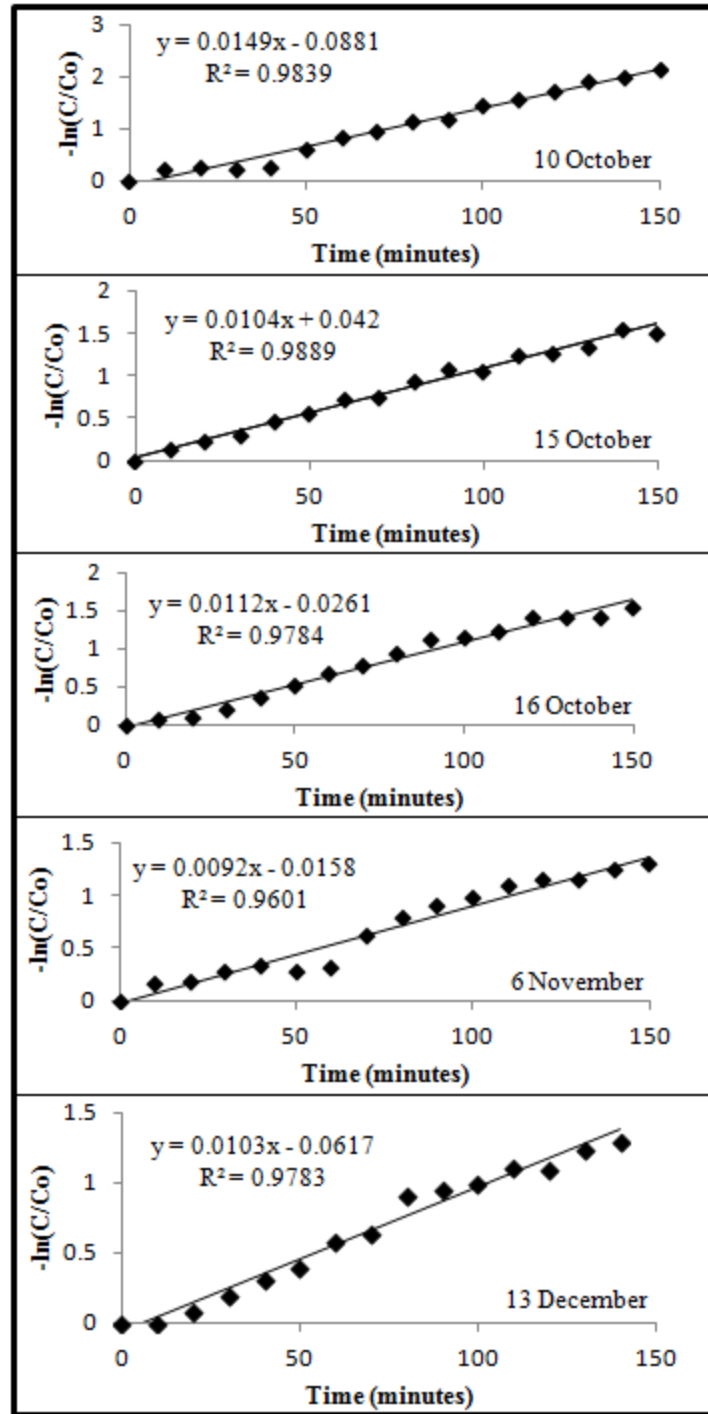 3
2
1
0
-ln(C/Co)
y = 0.0149x - 0.0881
R² = 0.9839
10 October
0 50 100 150
Time (minutes)
2
1.5
1
0.5
0
-ln(C/Co)
y = 0.0104x + 0.042
R² = 0.9889
15 October
0 50 100 150
Time (minutes)
2
1.5
1
0.5
0
-ln(C/Co)
y = 0.0112x - 0.0261
R² = 0.9784
16 October
0 50 100 150
Time (minutes)
1.5
1
0.5
0
-ln(C/Co)
y = 0.0092x - 0.0158
R² = 0.9601
6 November
0 50 100 150
Time (minutes)
1.5
1
0.5
0
-ln(C/Co)
y = 0.0103x - 0.0617
R² = 0.9783
13 December
0 50 100 150
Time (minutes)